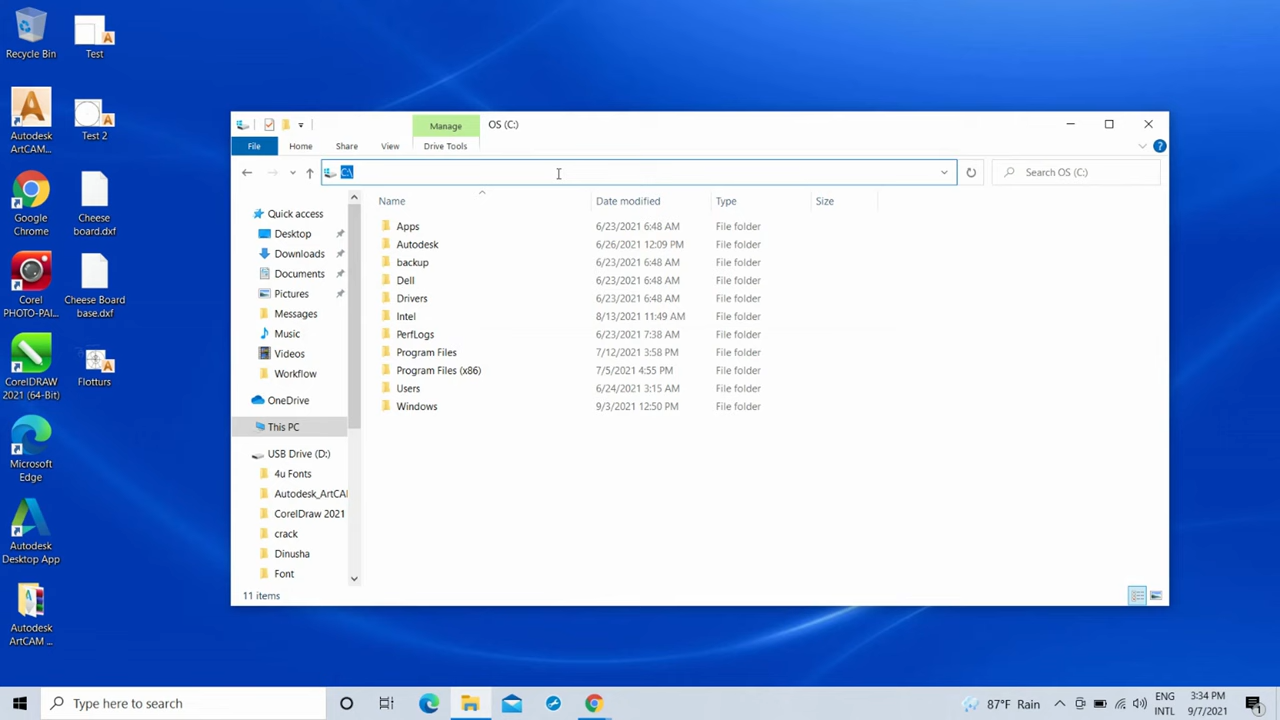 Recycle Bin
Test
Autodesk
ArtCAM...
Test 2
Google
Chrome
Cheese
board.dxf
Corel
PHOTO-PAI...
Cheese Board
base.dxf
CorelDRAW
2021 (64-Bit)
Flotturs
Microsoft
Edge
Autodesk
Desktop App
Autodesk
ArtCAM ...
Manage
OS (C:)
File
Home
Share
View
Drive Tools
C:\
Search OS (C:)
Name Date modified Type Size
Quick access
Desktop
Downloads
Documents
Pictures
Messages
Music
Videos
Workflow
OneDrive
This PC
USB Drive (D:)
4u Fonts
Autodesk_ArtCA
CorelDraw 2021
crack
Dinusha
Font
Apps 6/23/2021 6:48 AM File folder
Autodesk 6/26/2021 12:09 PM File folder
backup 6/23/2021 6:48 AM File folder
Dell 6/23/2021 6:48 AM File folder
Drivers 6/23/2021 6:48 AM File folder
Intel 8/13/2021 11:49 AM File folder
PerfLogs 6/23/2021 7:38 AM File folder
Program Files 7/12/2021 3:58 PM File folder
Program Files (x86) 7/5/2021 4:55 PM File folder
Users 6/24/2021 3:15 AM File folder
Windows 9/3/2021 12:50 PM File folder
11 items
Type here to search
87°F Rain
ENG
INTL
3:34 PM
9/7/2021
1